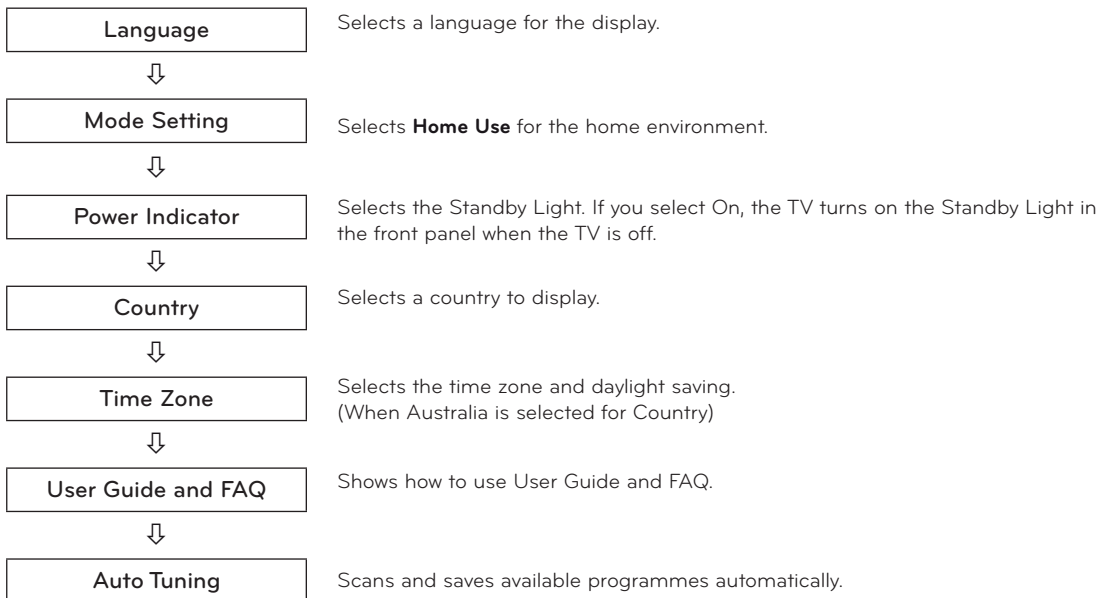 Language
Selects a language for the display.
Mode Setting
Selects Home Use for the home environment.
Power Indicator
Selects the Standby Light. If you select On, the TV turns on the Standby Light in
the front panel when the TV is off.
Country
Selects a country to display.
Time Zone
Selects the time zone and daylight saving.
(When Australia is selected for Country)
User Guide and FAQ
Shows how to use User Guide and FAQ.
Auto Tuning
Scans and saves available programmes automatically.